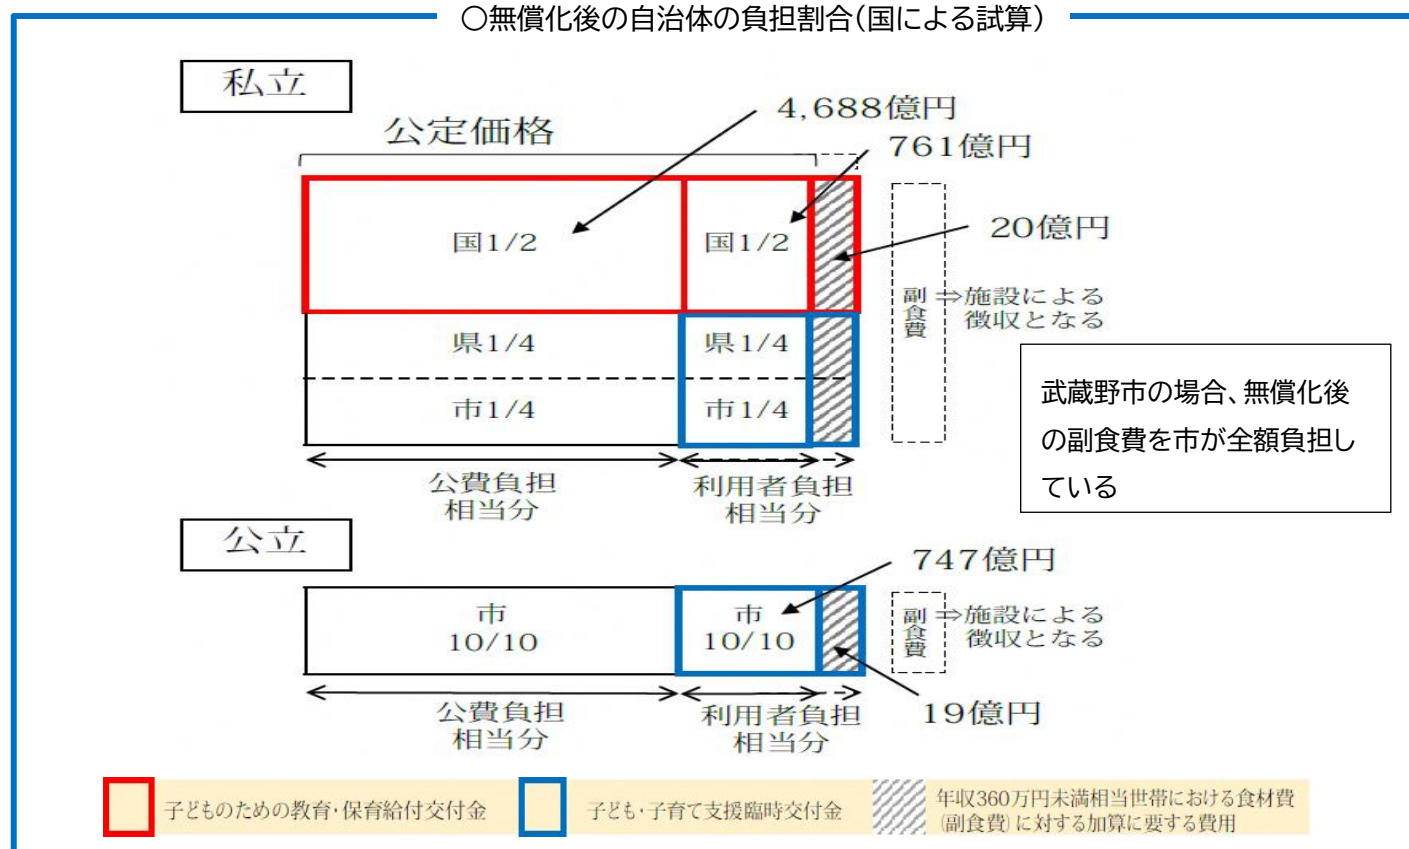 ○無償化後の自治体の負担割合(国による試算)
私立
4,688億円
公定価格
761億円
国1/2
国1/2
20億円
副食費
⇒施設による
徴収となる
県1/4
県1/4
市1/4
市1/4
武蔵野市の場合、無償化後
の副食費を市が全額負担し
ている
公費負担
相当分
利用者負担
相当分
公立
747億円
市
10/10
市
10/10
副食費
⇒施設による
徴収となる
公費負担
相当分
利用者負担
相当分
19億円
子どものための教育・保育給付交付金
子ども・子育て支援臨時交付金
年収360万円未満相当世帯における食材費
(副食費)に対する加算に要する費用